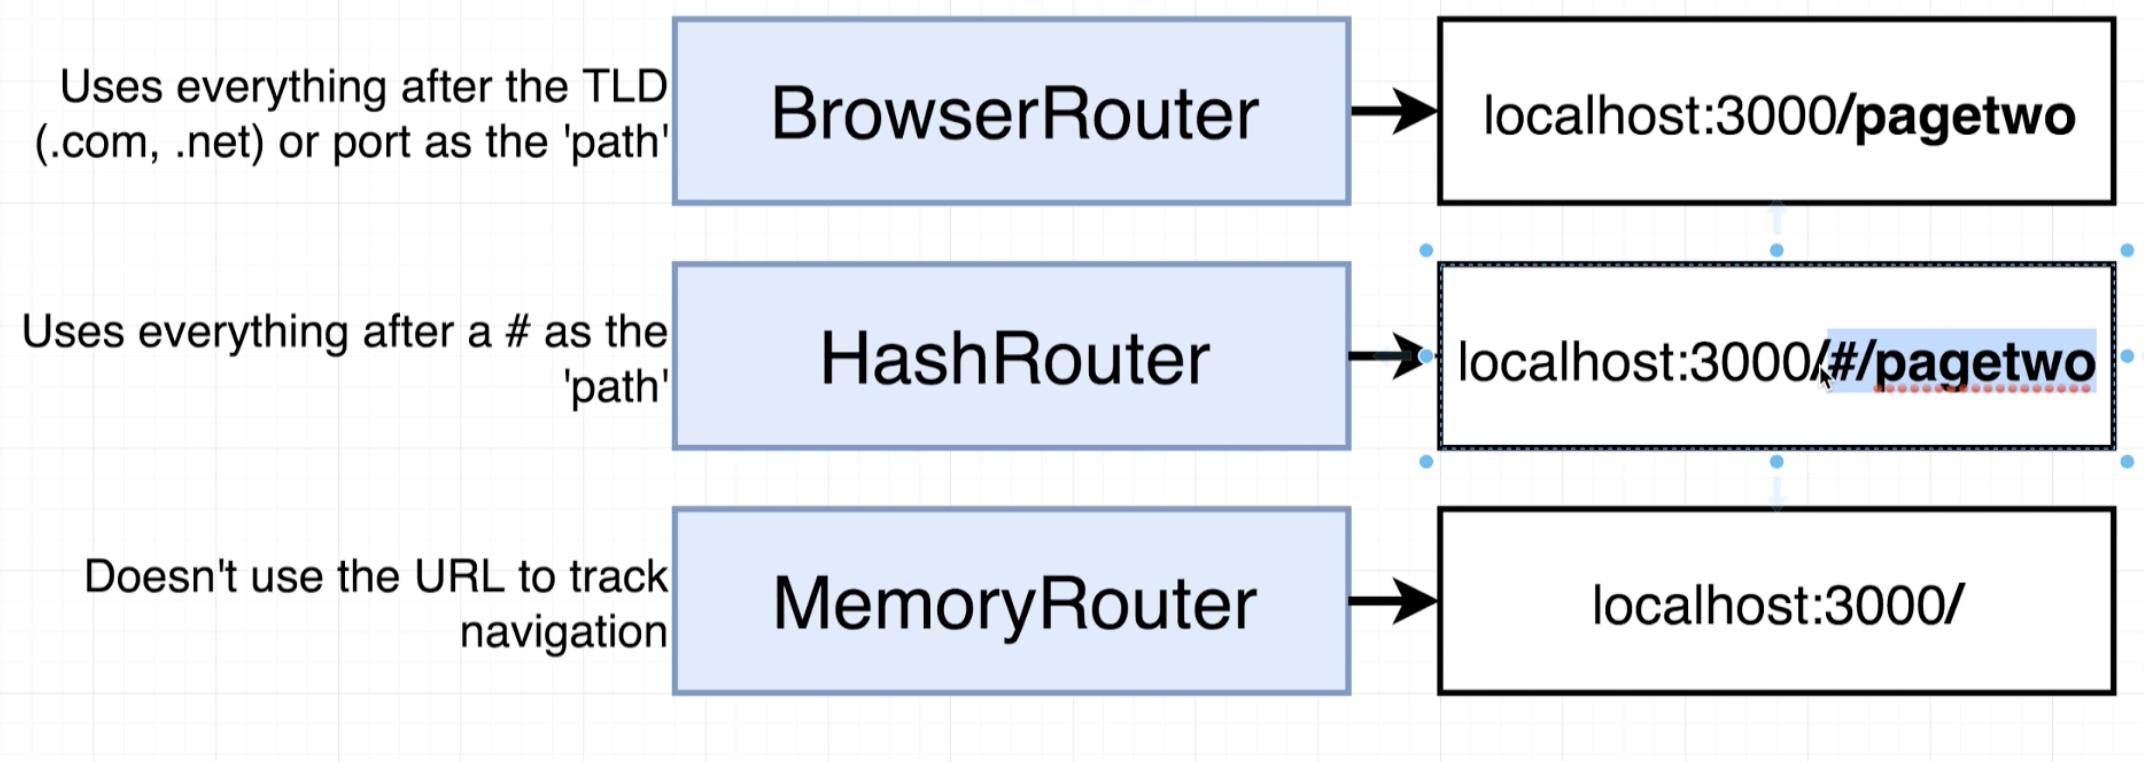 Uses everything after the TLD
(.com, .net) or port as the 'path'
BrowserRouter
localhost:3000/pagetwo
Uses everything after a # as the
'path'
HashRouter
localhost:3000/#/pagetwo
Doesn't use the URL to track
navigation
MemoryRouter
localhost:3000/